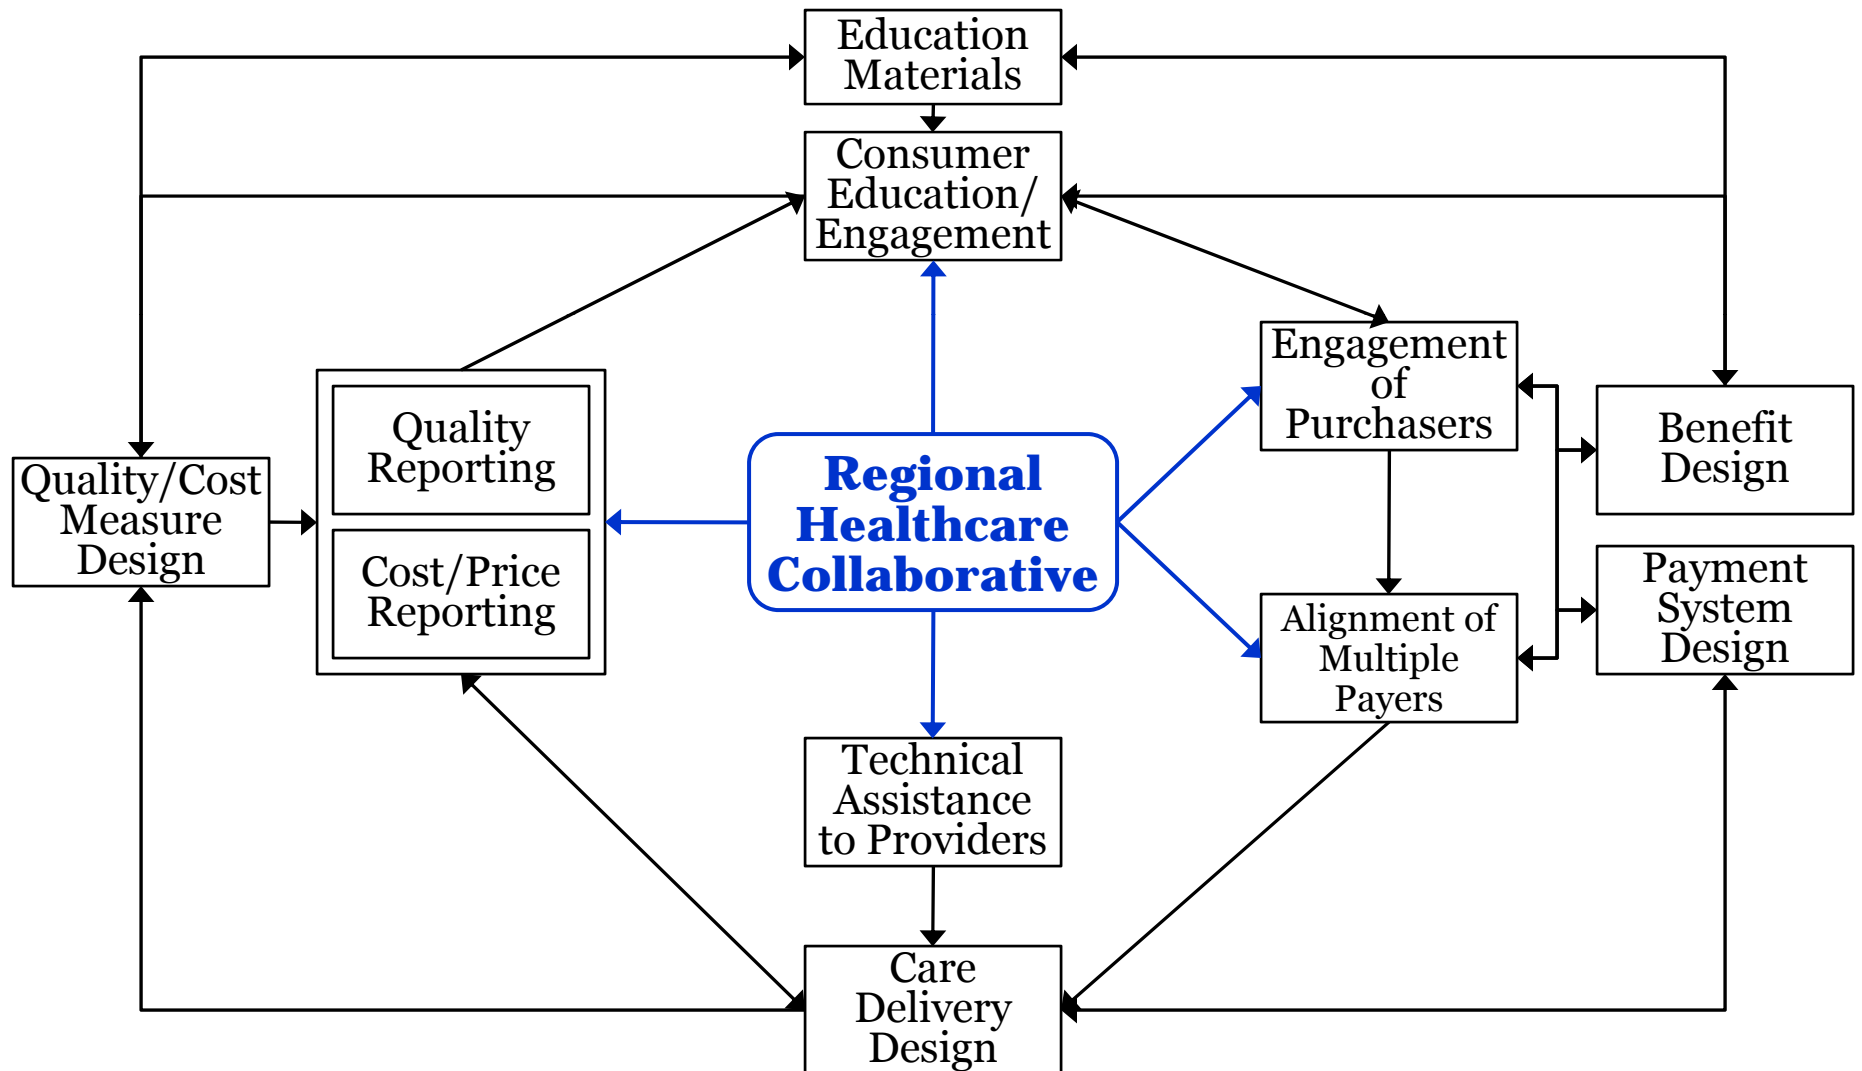 Education
Materials
Consumer
Education/
Engagement
Engagement
of
Purchasers
Quality
Reporting
Benefit
Design
Regional
Healthcare
Collaborative
Quality/Cost
Measure
Design
Cost/Price
Reporting
Payment
System
Design
Alignment of
Multiple
Payers
Technical
Assistance
to Providers
Care
Delivery
Design